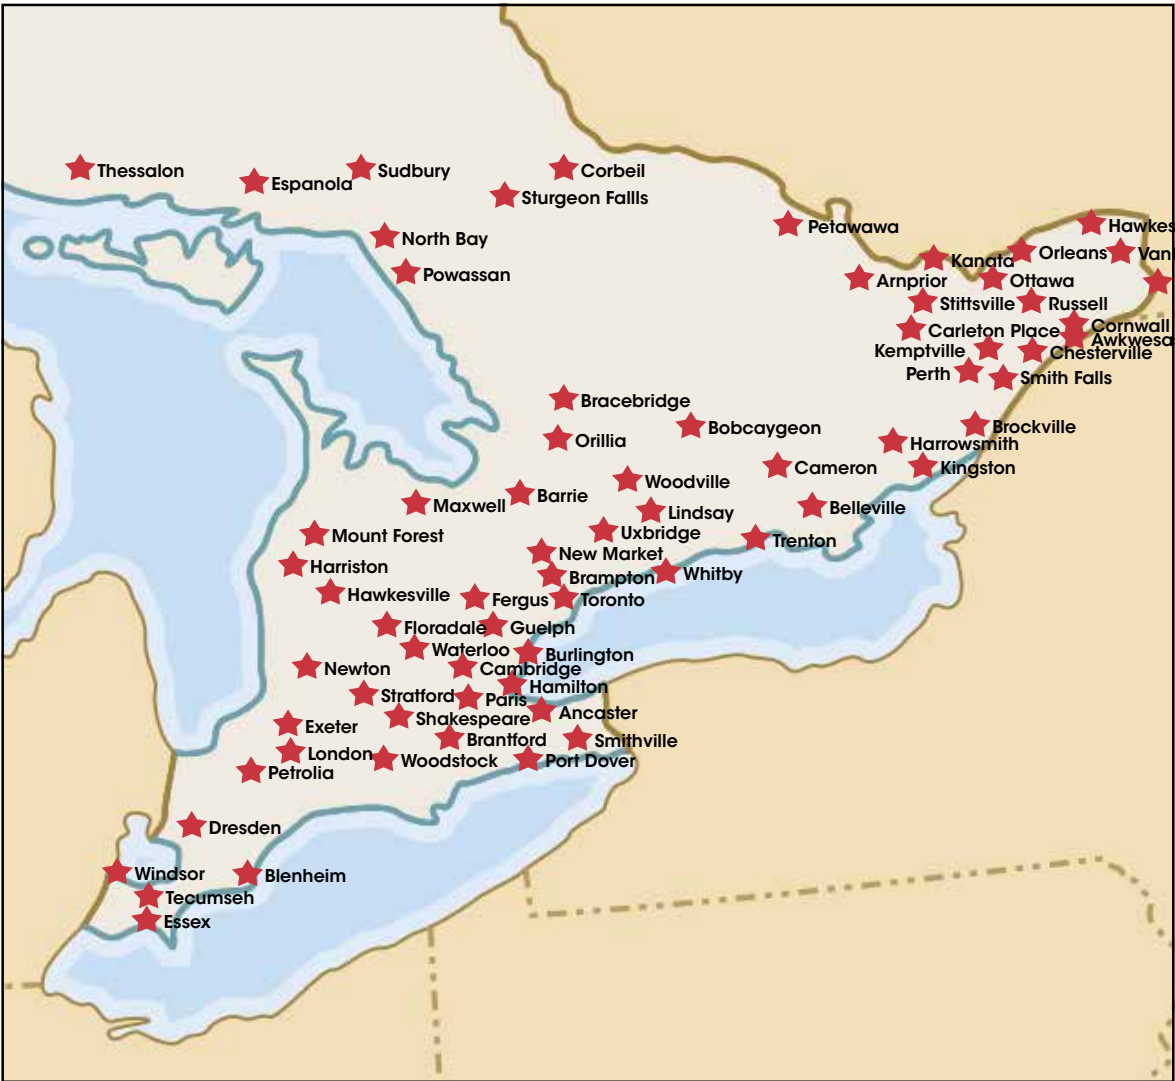 Thessalon
Espanola
Sudbury
Corbeil
Sturgeon Fallls
North Bay
Powassan
Petawawa
Hawkes
Kanata
Orleans
Van
Arnprior
Ottawa
Stittsville
Russell
Carleton Place
Cornwall
Awkwesa
Kemptville
Chesterville
Perth
Smith Falls
Bracebridge
Bobcaygeon
Brockville
Orillia
Harrowsmith
Cameron
Kingston
Woodville
Barrie
Maxwell
Lindsay
Belleville
Mount Forest
Uxbridge
Trenton
New Market
Harriston
Brampton
Whitby
Hawkesville
Fergus
Toronto
Floradale
Guelph
Waterloo
Burlington
Newton
Cambridge
Hamilton
Stratford
Paris
Shakespeare
Ancaster
Exeter
Brantford
Smithville
London
Woodstock
Port Dover
Petrolia
Dresden
Windsor
Blenheim
Tecumseh
Essex